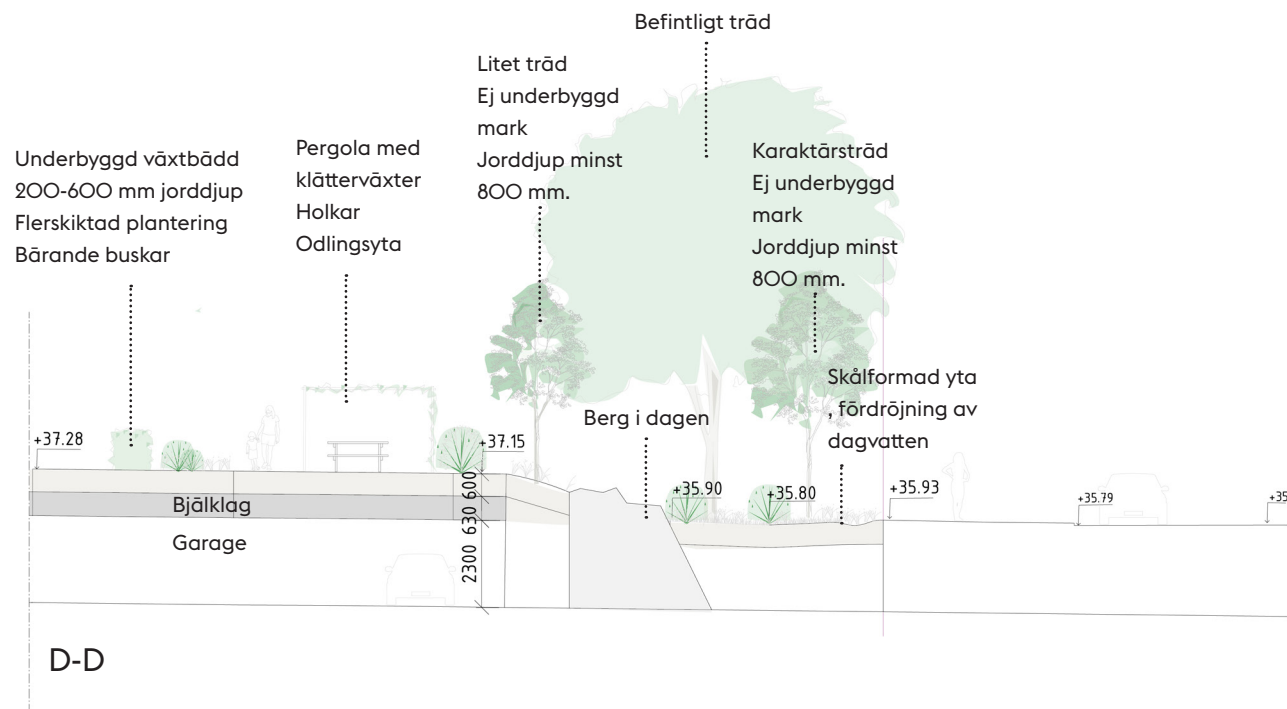 Befintligt träd
Litet träd
Ej underbyggd
mark
Jorddjup minst
800 mm.
Underbyggd växtbädd
200-600 mm jorddjup
Flerskiktad plantering
Bärande buskar
Pergola med
klätterväxter
Holkar
Odlingsyta
Karaktärsträd
Ej underbyggd
mark
Jorddjup minst
800 mm.
Skålformad yta
, fördröjning av
dagvatten
Berg i dagen
+37.28
+37.15
+35.90
+35.80
+35.93
+35.79
+35
600
630
2300
Bjälklag
Garage
D-D